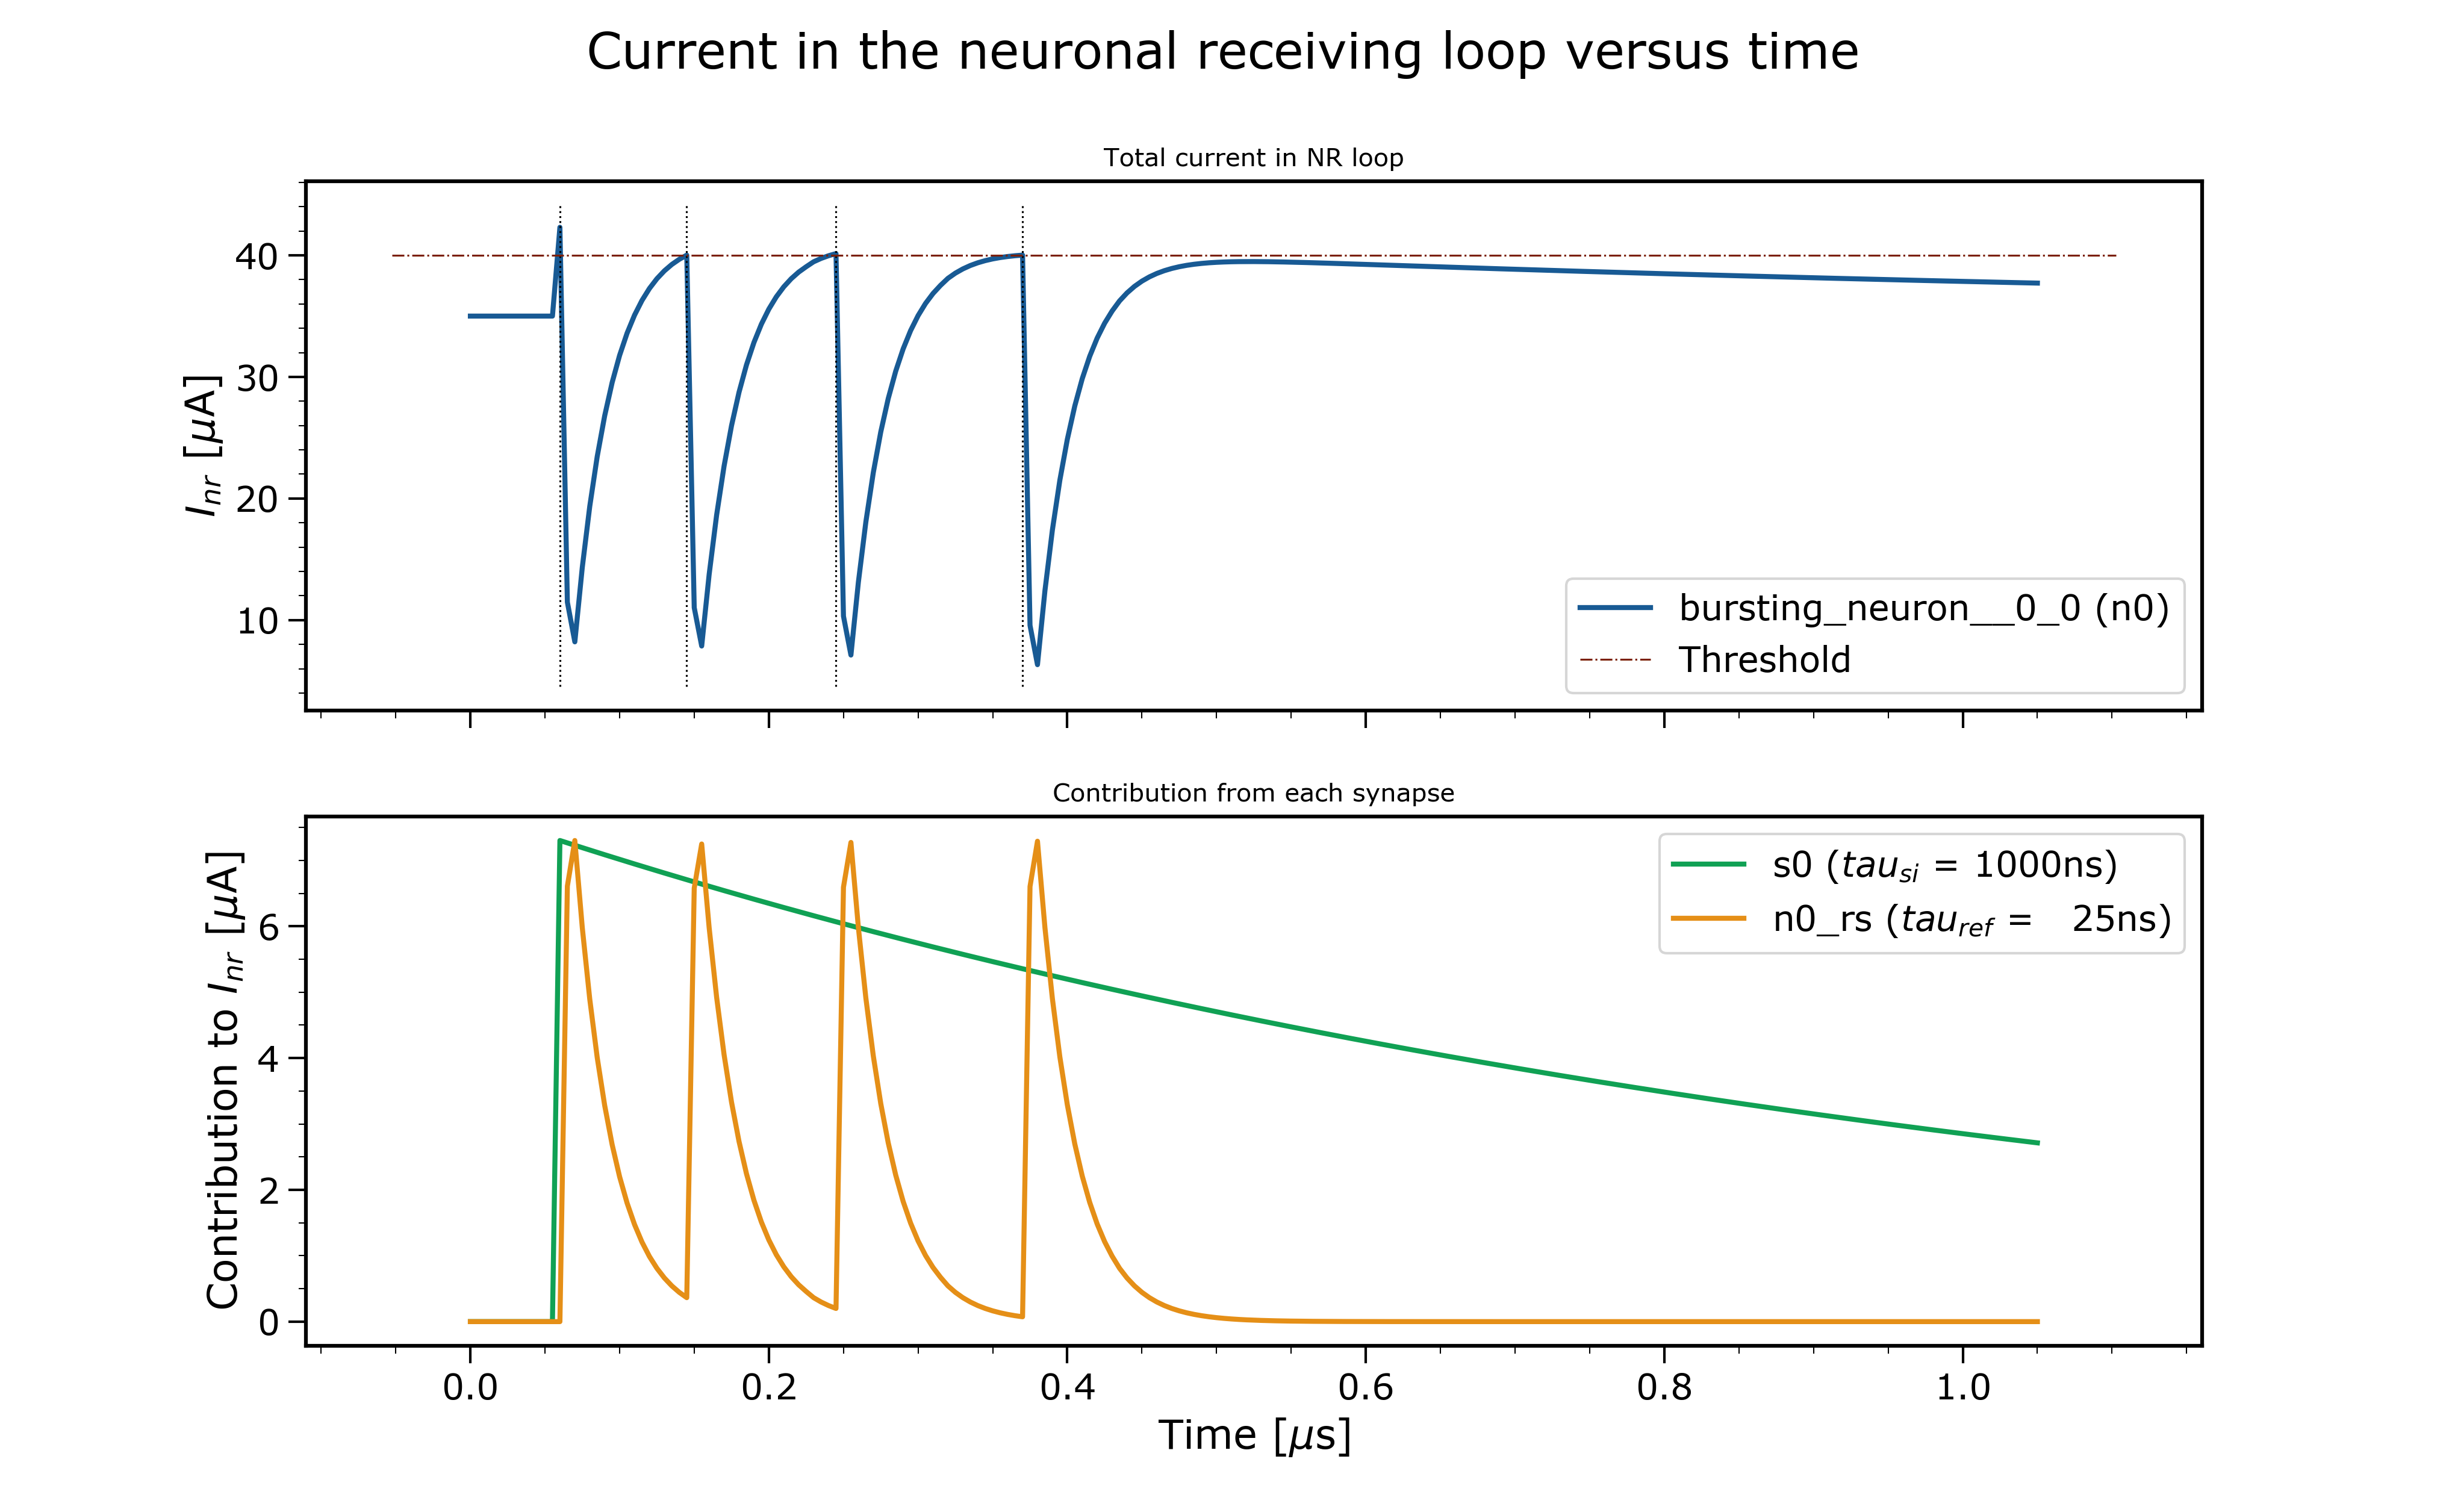 Current in the neuronal receiving loop versus time
Total current in NR loop
I_nr [μA]
40
30
20
10
bursting_neuron__0_0 (n0)
Threshold
Contribution from each synapse
Contribution to I_nr [μA]
6
4
2
0
s0 (tau_si = 1000ns)
n0_rs (tau_ref =   25ns)
0.0 0.2 0.4 0.6 0.8 1.0
Time [μs]